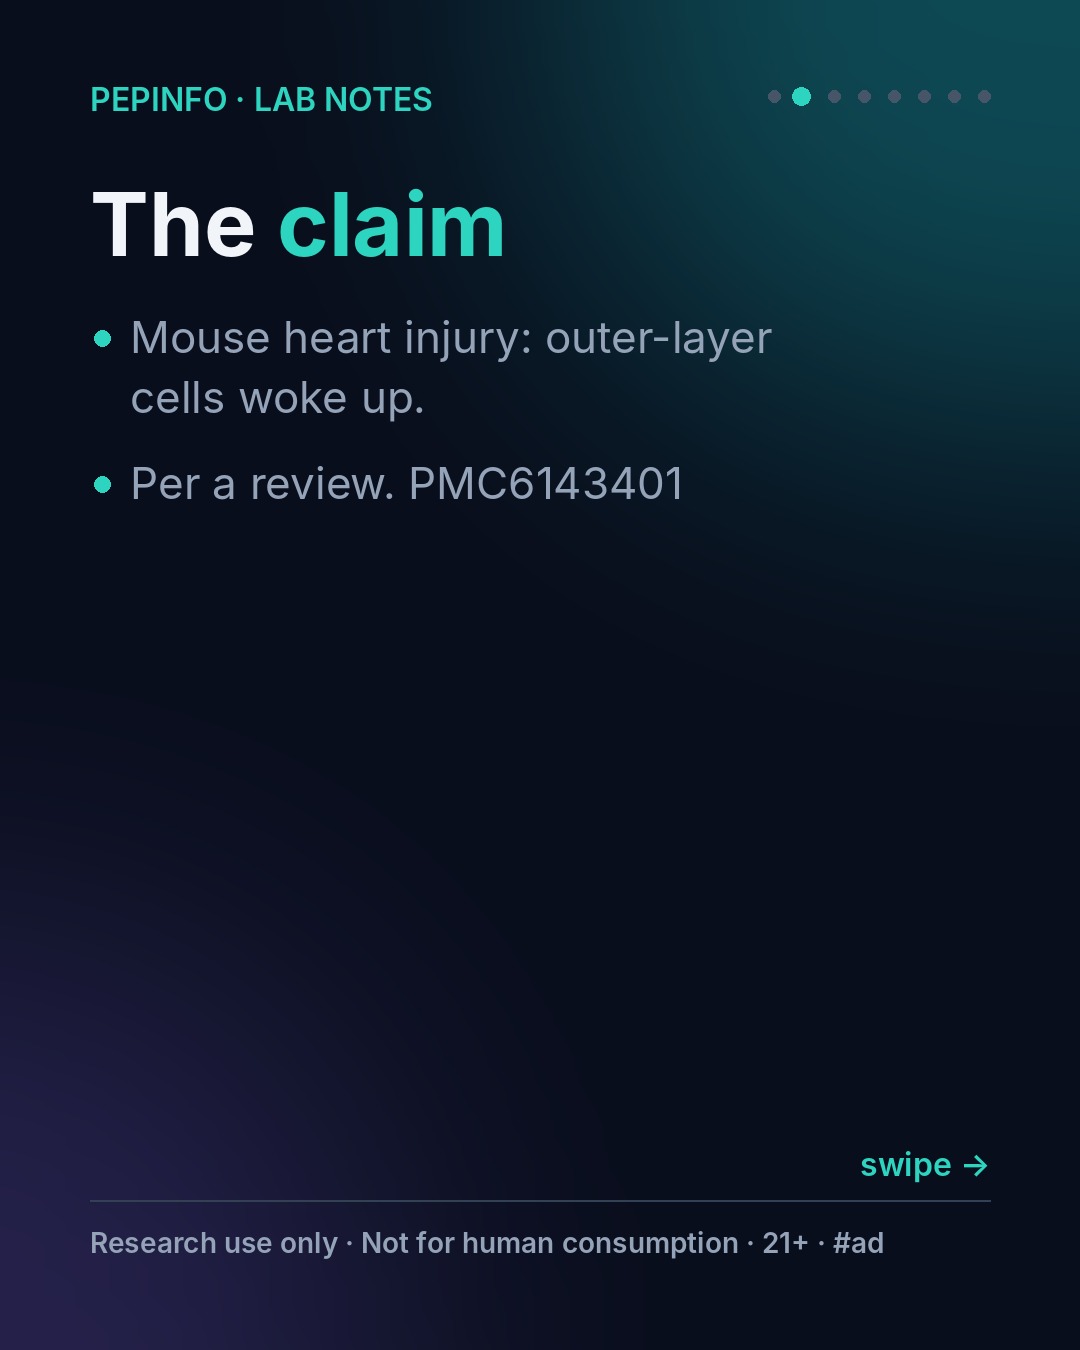 PEPINFO · LAB NOTES
The claim
Mouse heart injury: outer-layer
cells woke up.
Per a review. PMC6143401
swipe →
Research use only · Not for human consumption · 21+ · #ad